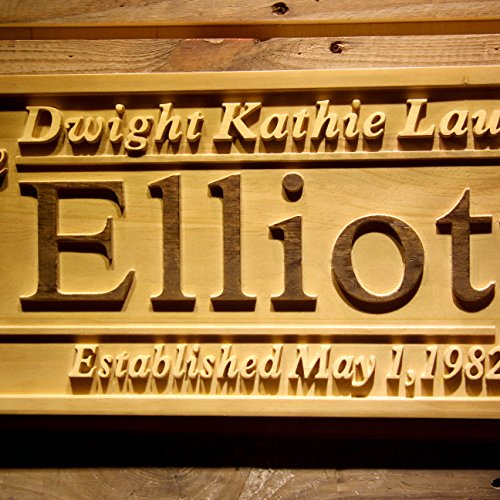 Dwight Kathie Lau
Elliot
Established May 1, 1982